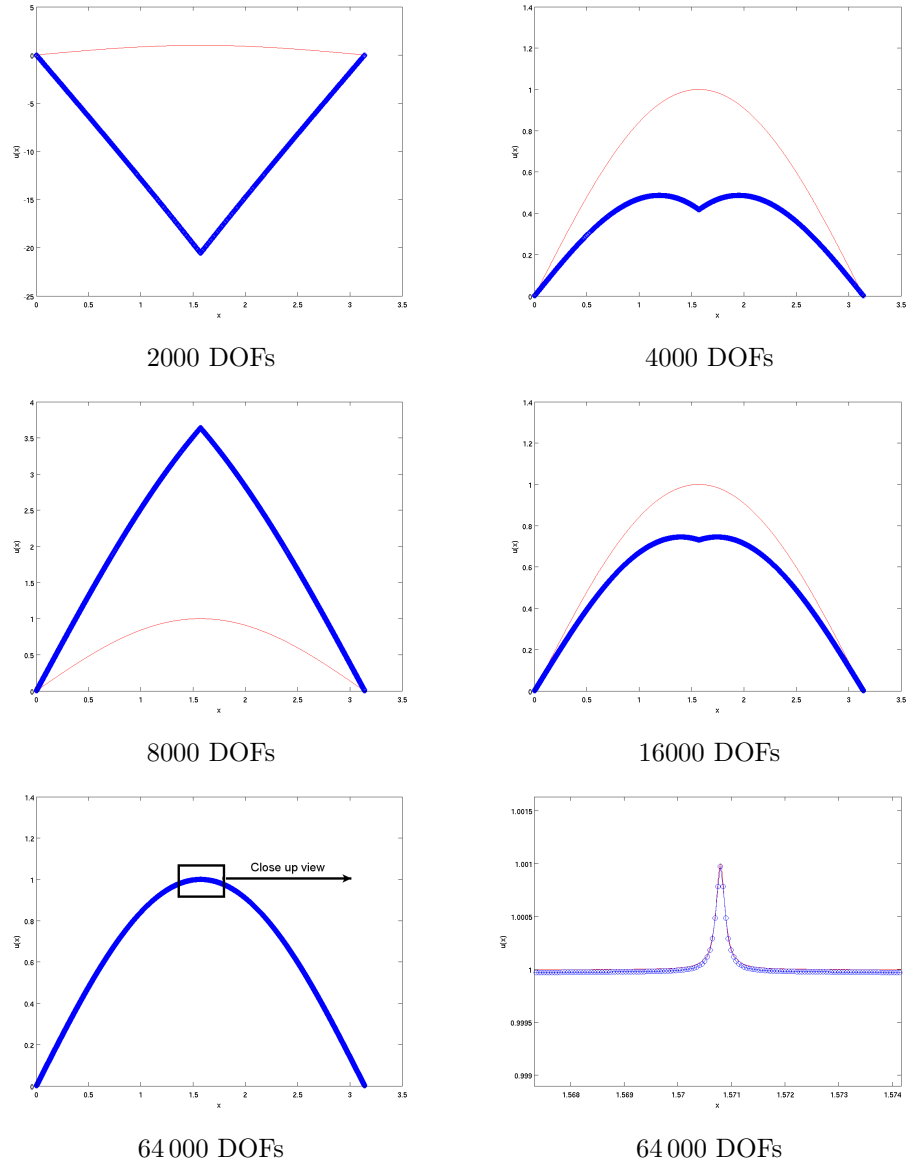 5
0
-5
-10
-15
-20
-25
u(x)
0 0.5 1 1.5 2 2.5 3 3.5
x
2000 DOFs
1.4
1.2
1
0.8
0.6
0.4
0.2
0
u(x)
0 0.5 1 1.5 2 2.5 3 3.5
x
4000 DOFs
4
3.5
3
2.5
2
1.5
1
0.5
0
u(x)
0 0.5 1 1.5 2 2.5 3 3.5
x
8000 DOFs
1.4
1.2
1
0.8
0.6
0.4
0.2
0
u(x)
0 0.5 1 1.5 2 2.5 3 3.5
x
16000 DOFs
1.4
1.2
1
0.8
0.6
0.4
0.2
0
u(x)
Close up view
0 0.5 1 1.5 2 2.5 3 3.5
x
64 000 DOFs
1.0015
1.001
1.0005
1
0.9995
0.999
u(x)
1.568 1.569 1.57 1.571 1.572 1.573 1.574
x
64 000 DOFs